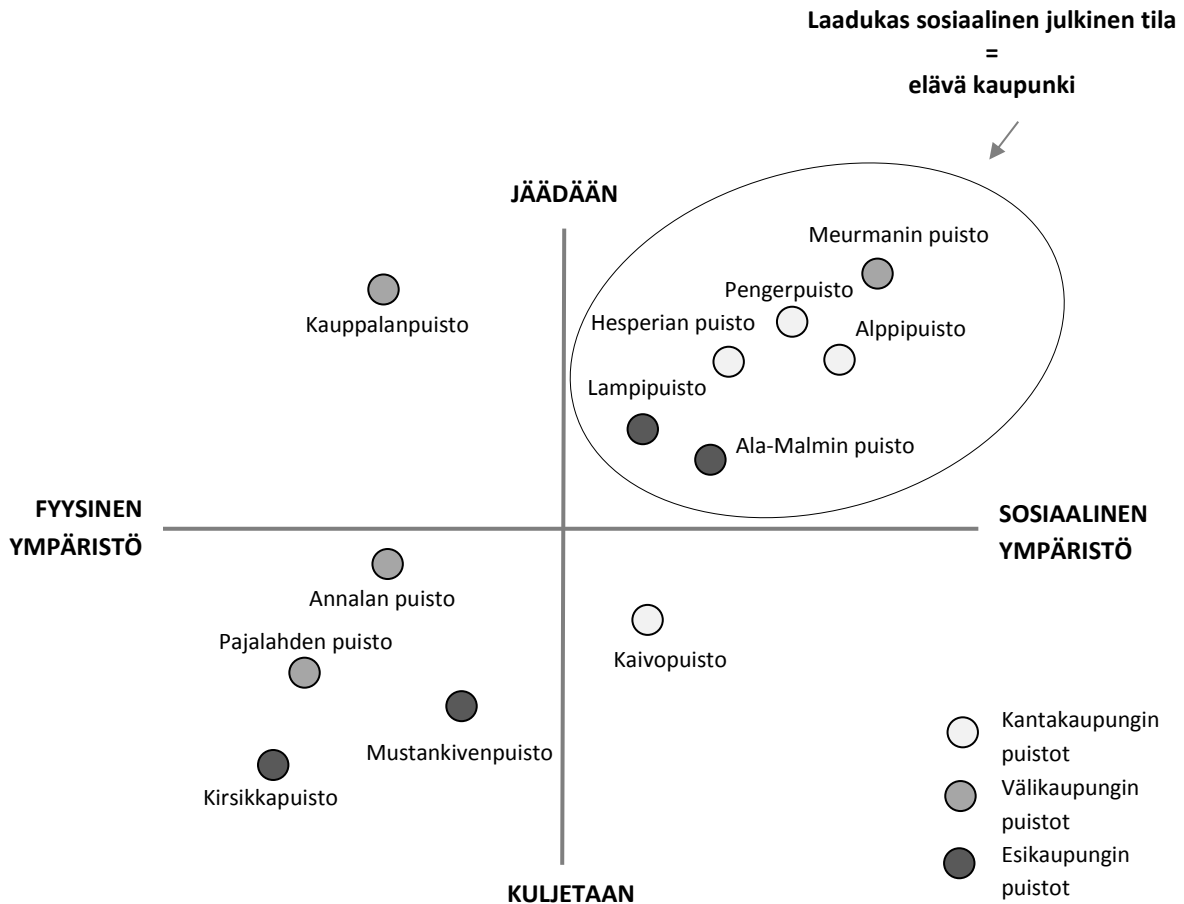 Laadukas sosiaalinen julkinen tila
=
elävä kaupunki
JÄÄDÄÄN
Meurmanin puisto
Pengerpuisto
Kauppalanpuisto
Hesperian puisto
Alppipuisto
Lampipuisto
Ala-Malmin puisto
FYYSINEN
YMPÄRISTÖ
SOSIAALINEN
YMPÄRISTÖ
Annalan puisto
Pajalahden puisto
Kaivopuisto
Mustankivenpuisto
Kirsikkapuisto
Kantakaupungin
puistot
Välikaupungin
puistot
Esikaupungin
puistot
KULJETAAN